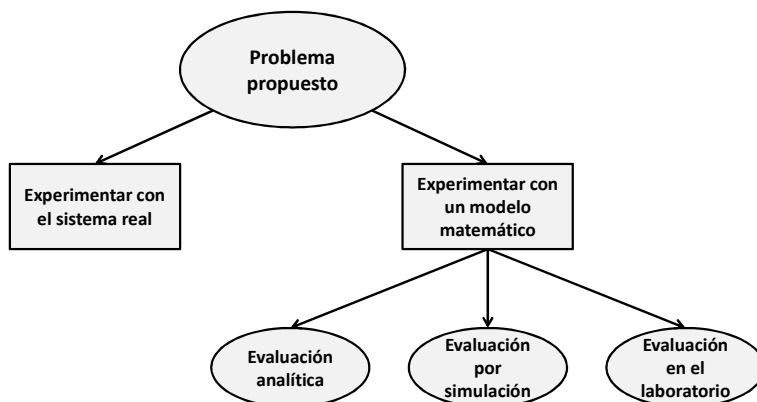 Problema
propuesto
Experimentar con
el sistema real
Experimentar con
un modelo
matemático
Evaluación
analítica
Evaluación
por
simulación
Evaluación
en el
laboratorio